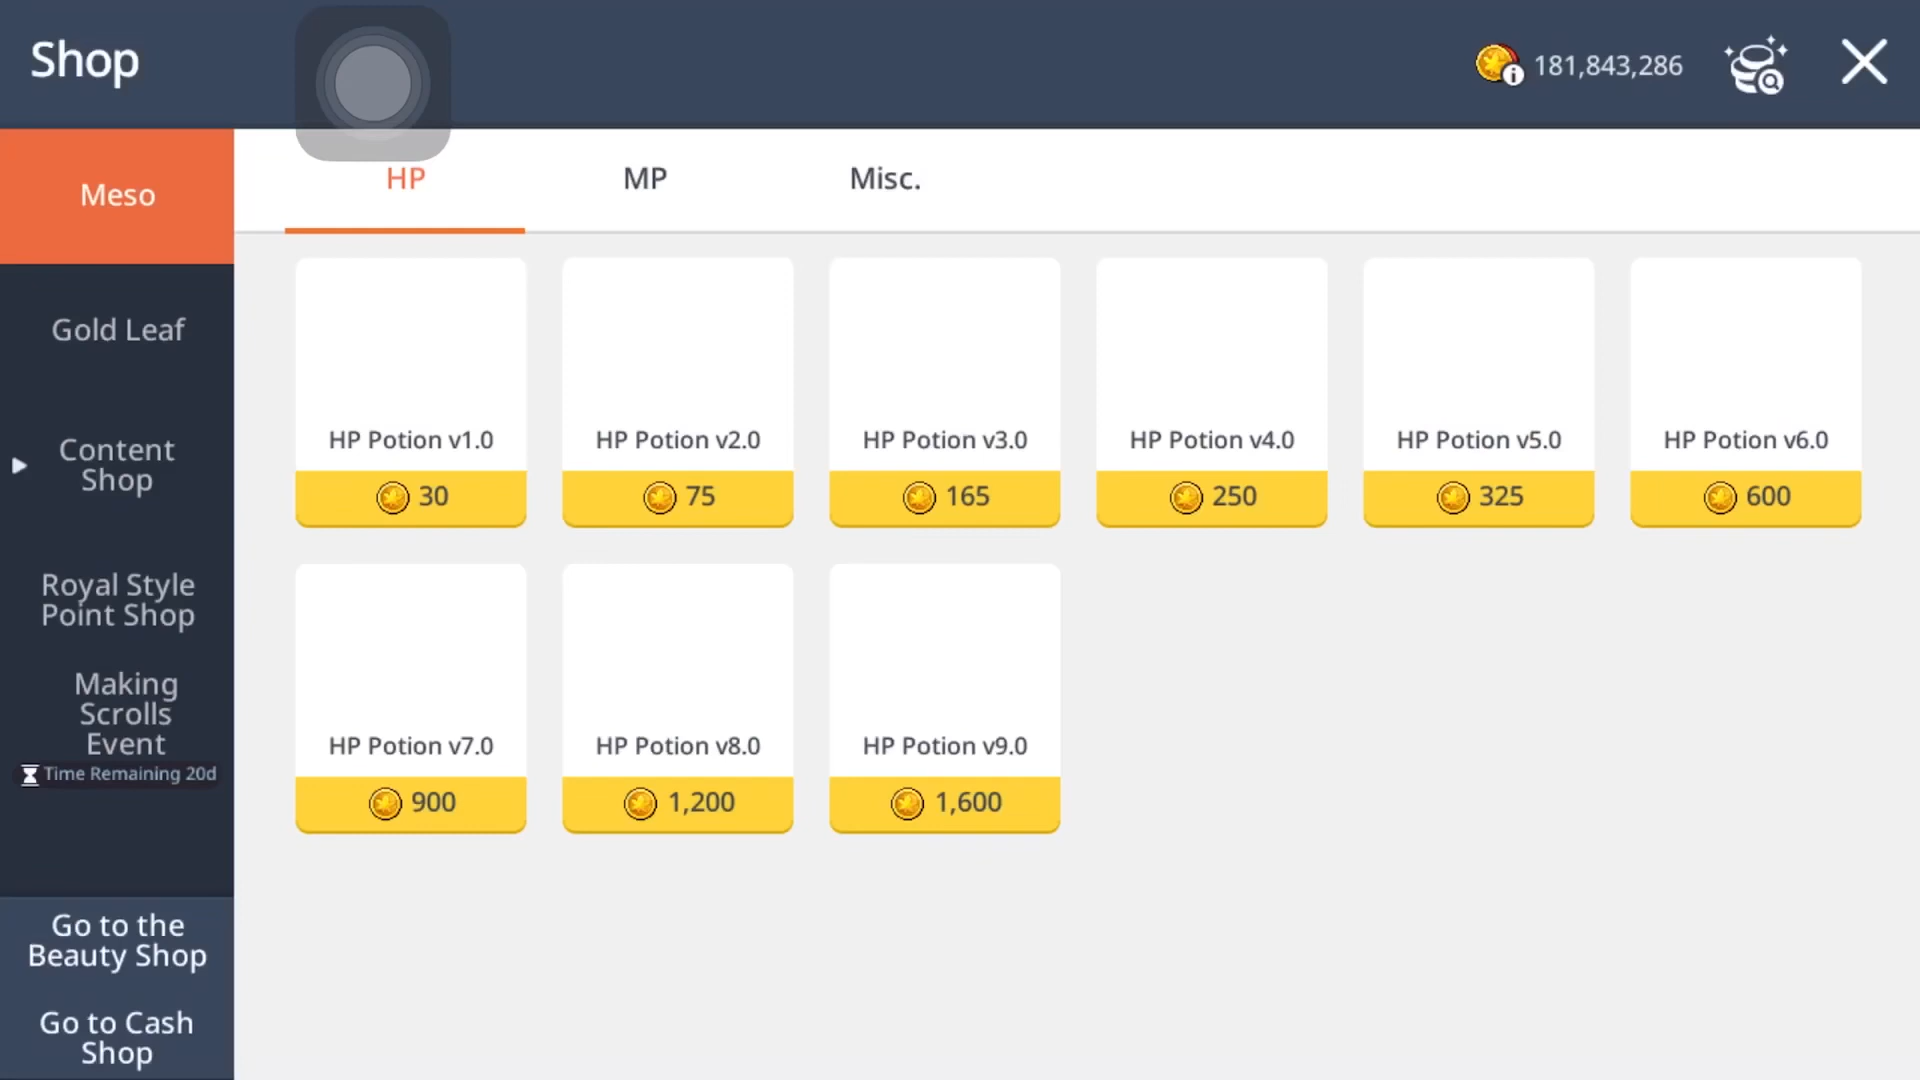 Shop
181,843,286
Meso
Gold Leaf
Content
Shop
Royal Style
Point Shop
Making
Scrolls
Event
Time Remaining 20d
Go to the
Beauty Shop
Go to Cash
Shop
HP MP Misc.
HP Potion v1.0 HP Potion v2.0 HP Potion v3.0 HP Potion v4.0 HP Potion v5.0 HP Potion v6.0
30 75 165 250 325 600
HP Potion v7.0 HP Potion v8.0 HP Potion v9.0
900 1,200 1,600